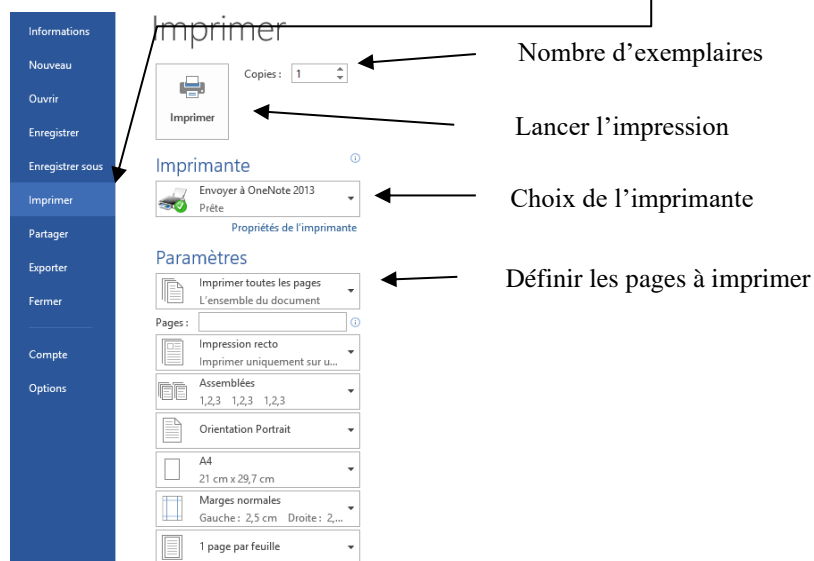 Informations
Nouveau
Ouvrir
Enregistrer
Enregistrer sous
Imprimer
Partager
Exporter
Fermer
Compte
Options
Imprimer
Copies : 1
Imprimer
Imprimante
Envoyer à OneNote 2013
Prête
Propriétés de l'imprimante
Paramètres
Imprimer toutes les pages
L'ensemble du document
Pages :
Impression recto
Imprimer uniquement sur u...
Assemblées
1,2,3 1,2,3 1,2,3
Orientation Portrait
A4
21 cm x 29,7 cm
Marges normales
Gauche : 2,5 cm Droite : 2,...
1 page par feuille
Nombre d’exemplaires
Lancer l’impression
Choix de l’imprimante
Définir les pages à imprimer